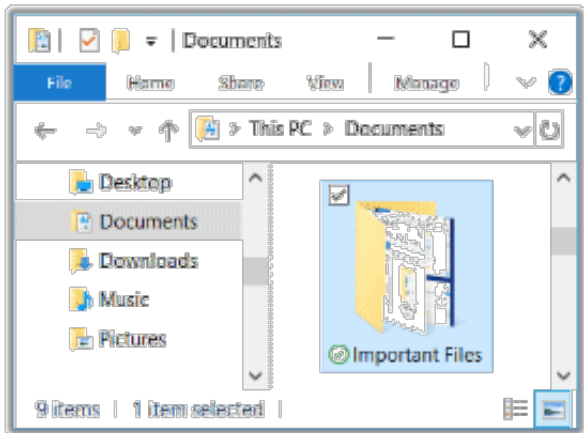 Documents
File Home Share View Manage ?
This PC Documents
Desktop
Documents
Downloads
Music
Pictures
Important Files
9 items 1 item selected